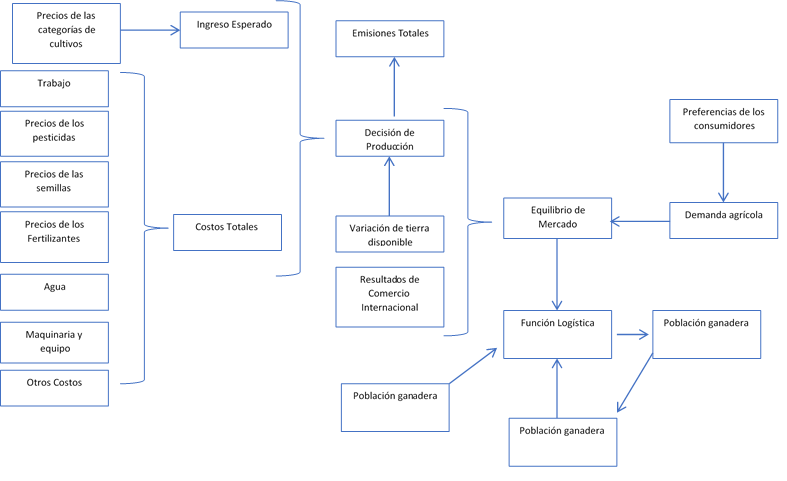 Precios de las
categorías de
cultivos
Ingreso Esperado
Emisiones Totales
Trabajo
Precios de los
pesticidas
Precios de las
semillas
Precios de los
Fertilizantes
Agua
Maquinaria y
equipo
Otros Costos
Costos Totales
Decisión de
Producción
Variación de tierra
disponible
Resultados de
Comercio
Internacional
Preferencias de los
consumidores
Equilibrio de
Mercado
Demanda agrícola
Función Logística
Población ganadera
Población ganadera
Población ganadera